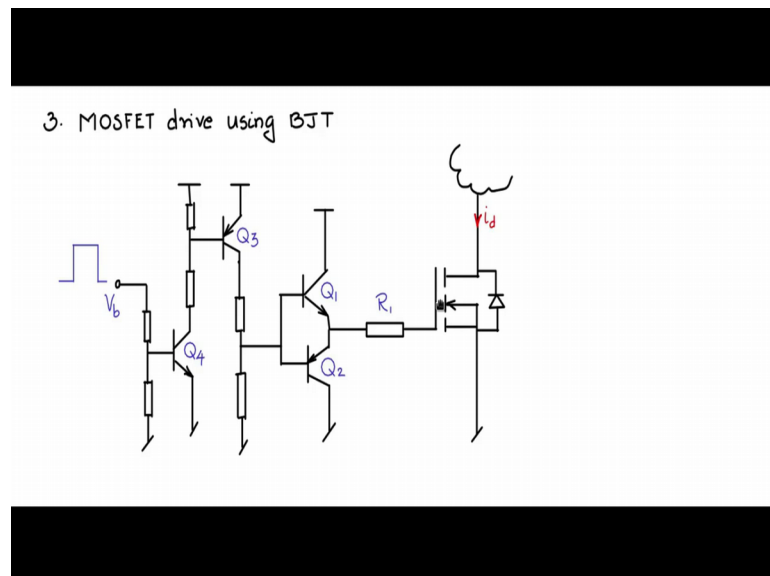 3. MOSFET drive using BJT
id
Q3
Q1
R1
Vb
Q4
Q2